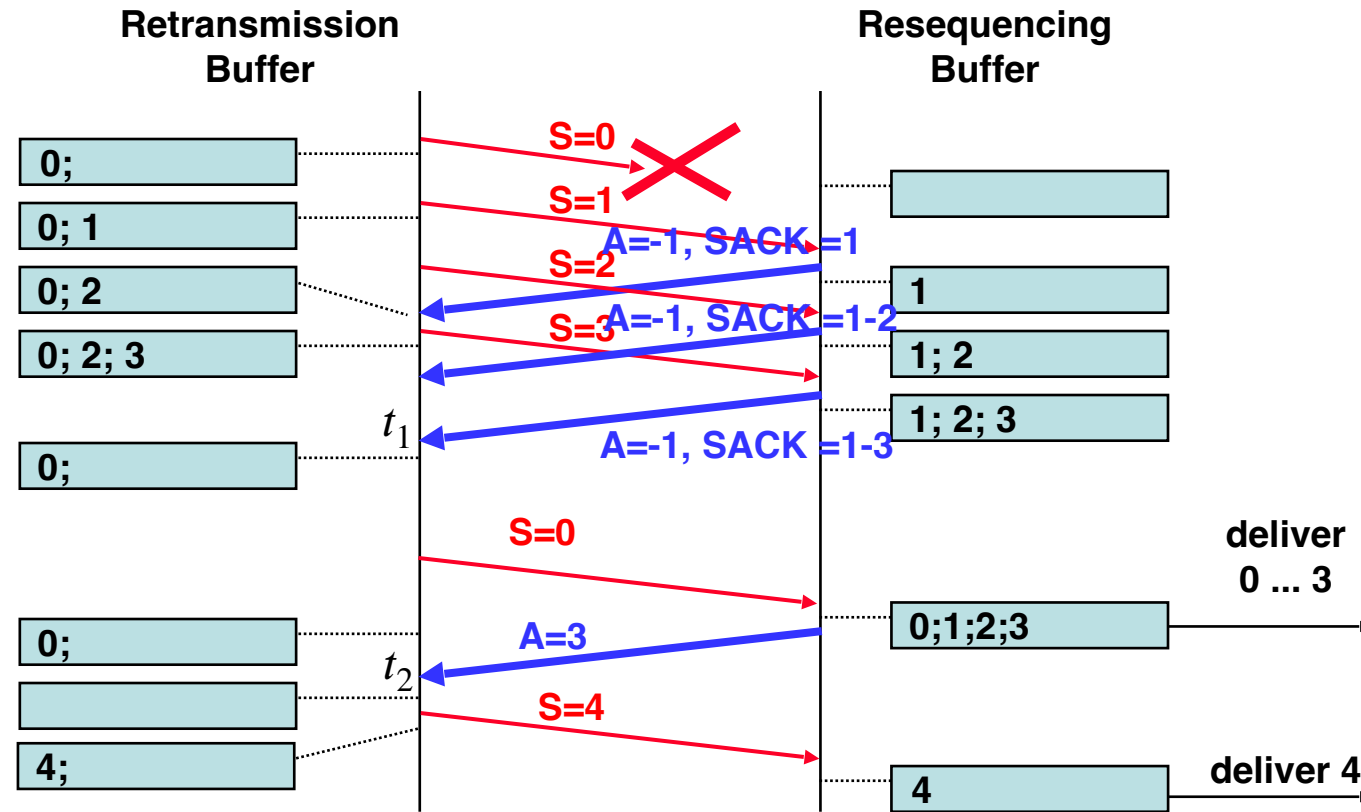 Retransmission
Buffer
Resequencing
Buffer
S=0
0;
S=1
0; 1
A=-1, SACK =1
S=2
0; 2
1
A=-1, SACK =1-2
S=3
0; 2; 3
1; 2
1; 2; 3
t1
A=-1, SACK =1-3
0;
S=0
deliver
0 ... 3
0;1;2;3
A=3
0;
t2
S=4
4;
deliver 4
4